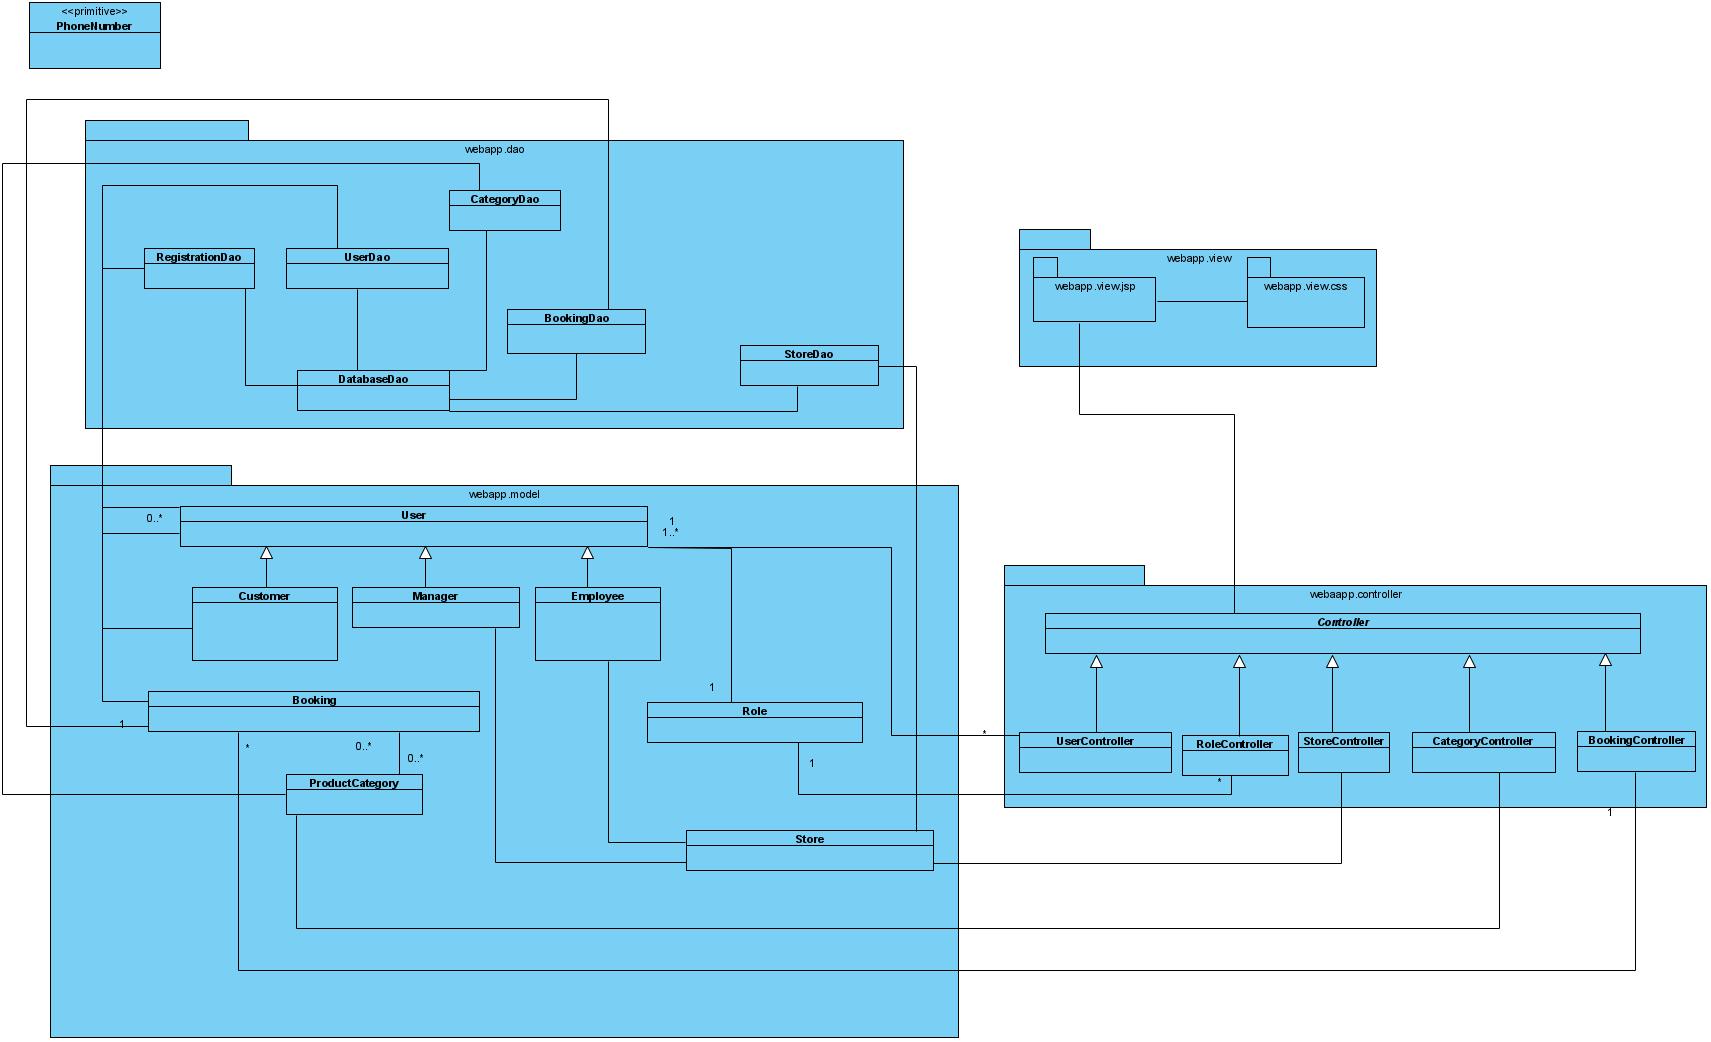 <<primitive>>
PhoneNumber
webapp.dao
CategoryDao
RegistrationDao
UserDao
BookingDao
StoreDao
DatabaseDao
webapp.view
webapp.view.jsp
webapp.view.css
webapp.model
User
0..*
1
1..*
Customer
Manager
Employee
Booking
1
*
0..*
0..*
ProductCategory
1
Role
1
Store
webaapp.controller
Controller
*
UserController
RoleController
StoreController
CategoryController
BookingController
*
1